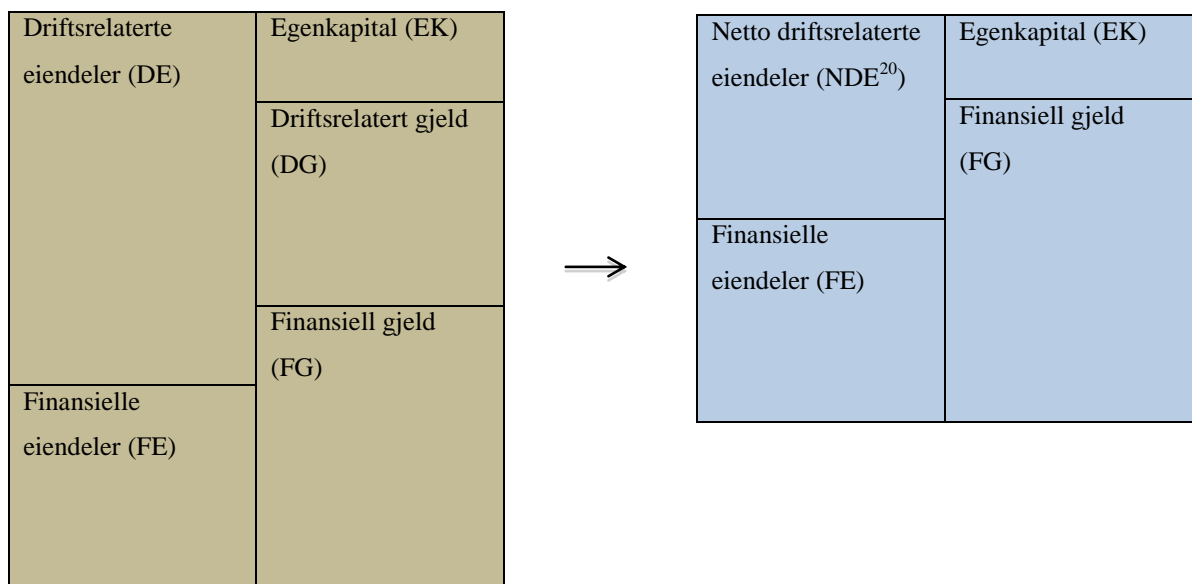 Driftsrelaterte
eiendeler (DE)
Egenkapital (EK)
Driftsrelatert gjeld
(DG)
Finansiell gjeld
(FG)
Finansielle
eiendeler (FE)
Netto driftsrelaterte
eiendeler (NDE²⁰)
Egenkapital (EK)
Finansiell gjeld
(FG)
Finansielle
eiendeler (FE)